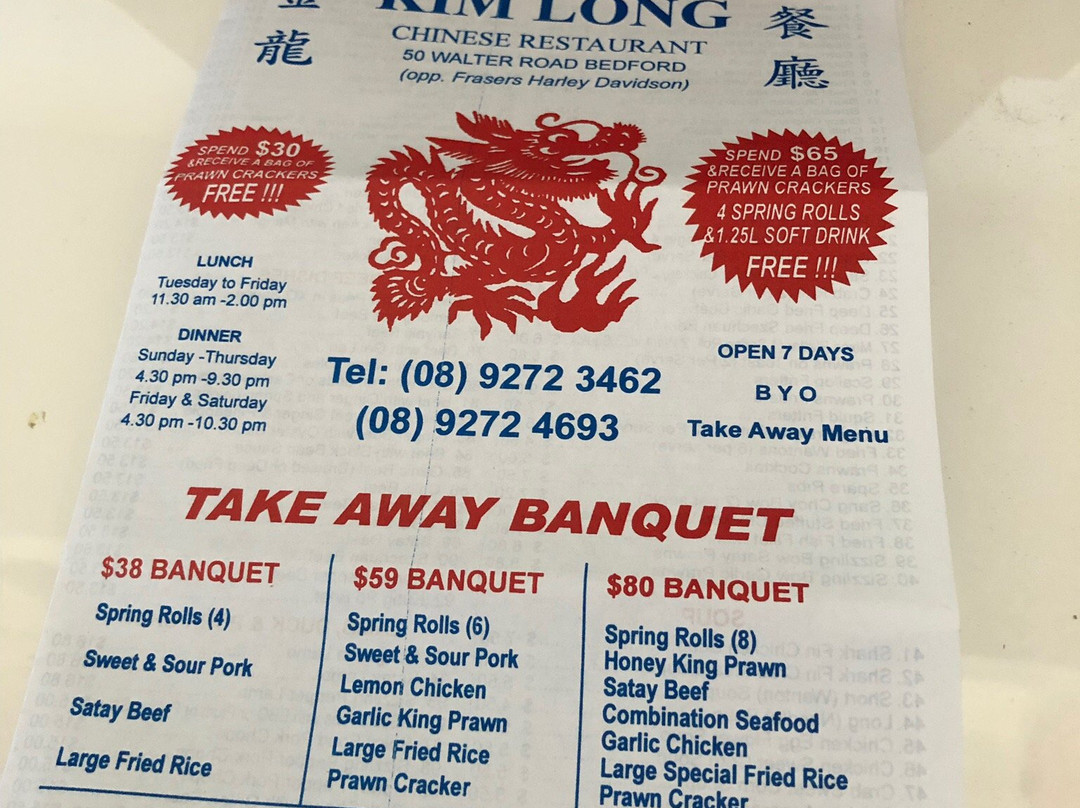 金 KIM LONG 餐
龍 CHINESE RESTAURANT 廳
50 WALTER ROAD BEDFORD
(opp. Frasers Harley Davidson)
SPEND $30
&RECEIVE A BAG OF
PRAWN CRACKERS
FREE !!!
SPEND $65
&RECEIVE A BAG OF
PRAWN CRACKERS
4 SPRING ROLLS
&1.25L SOFT DRINK
FREE !!!
LUNCH
Tuesday to Friday
11.30 am -2.00 pm
DINNER
Sunday -Thursday
4.30 pm -9.30 pm
Friday & Saturday
4.30 pm -10.30 pm
Tel: (08) 9272 3462
(08) 9272 4693
OPEN 7 DAYS
B Y O
Take Away Menu
TAKE AWAY BANQUET
$38 BANQUET
Spring Rolls (4)
Sweet & Sour Pork
Satay Beef
Large Fried Rice
$59 BANQUET
Spring Rolls (6)
Sweet & Sour Pork
Lemon Chicken
Garlic King Prawn
Large Fried Rice
Prawn Cracker
$80 BANQUET
Spring Rolls (8)
Honey King Prawn
Satay Beef
Combination Seafood
Garlic Chicken
Large Special Fried Rice
Prawn Cracker